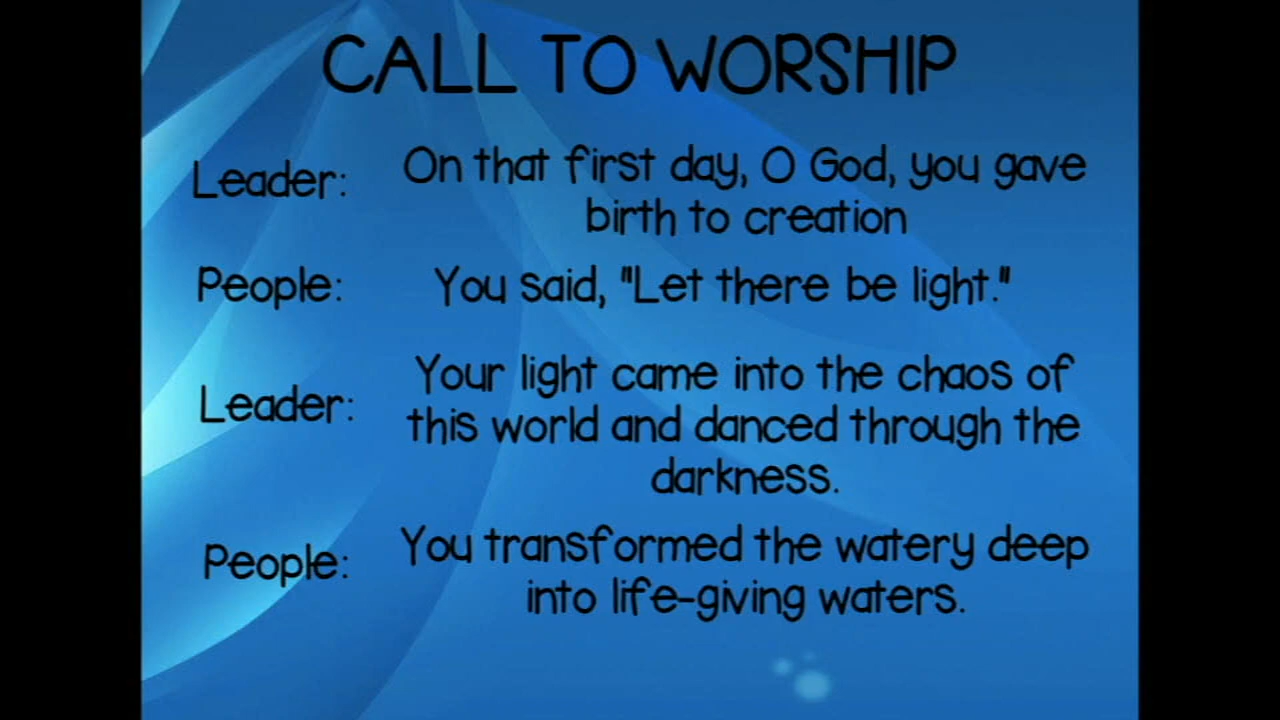 CALL TO WORSHIP
Leader: On that first day, O God, you gave
birth to creation
People: You said, "Let there be light."
Leader: Your light came into the chaos of
this world and danced through the
darkness.
People: You transformed the watery deep
into life-giving waters.